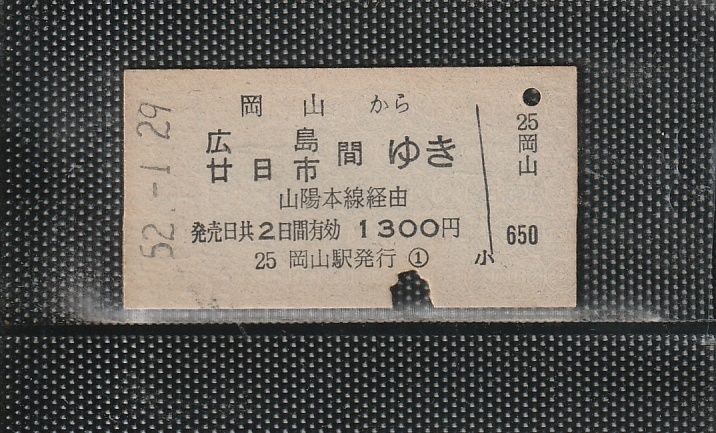 52.-1.29
岡山から
広島
廿日市間ゆき
山陽本線経由
発売日共2日間有効 1300円
25 岡山駅発行 ①
小
25
岡山
650